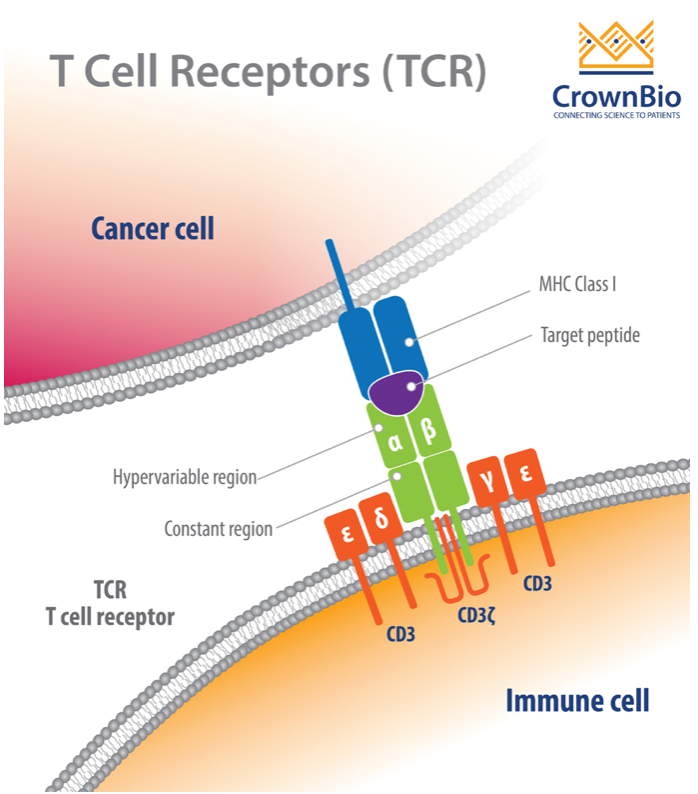 T Cell Receptors (TCR)
CrownBio
CONNECTING SCIENCE TO PATIENTS
Cancer cell
MHC Class I
Target peptide
α
β
Hypervariable region
γ
ε
ε
δ
Constant region
TCR
T cell receptor
CD3
CD3ζ
CD3
Immune cell